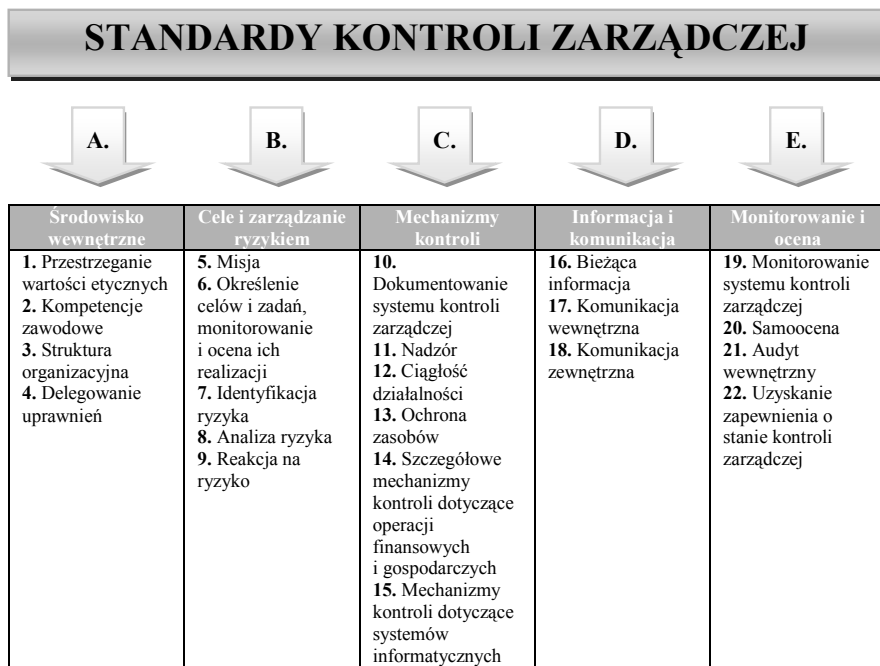 STANDARDY KONTROLI ZARZĄDCZEJ
A.
B.
C.
D.
E.
Środowisko
wewnętrzne
1. Przestrzeganie
wartości etycznych
2. Kompetencje
zawodowe
3. Struktura
organizacyjna
4. Delegowanie
uprawnień
Cele i zarządzanie
ryzykiem
5. Misja
6. Określenie
celów i zadań,
monitorowanie
i ocena ich
realizacji
7. Identyfikacja
ryzyka
8. Analiza ryzyka
9. Reakcja na
ryzyko
Mechanizmy
kontroli
10.
Dokumentowanie
systemu kontroli
zarządczej
11. Nadzór
12. Ciągłość
działalności
13. Ochrona
zasobów
14. Szczegółowe
mechanizmy
kontroli dotyczące
operacji
finansowych
i gospodarczych
15. Mechanizmy
kontroli dotyczące
systemów
informatycznych
Informacja i
komunikacja
16. Bieżąca
informacja
17. Komunikacja
wewnętrzna
18. Komunikacja
zewnętrzna
Monitorowanie i
ocena
19. Monitorowanie
systemu kontroli
zarządczej
20. Samoocena
21. Audyt
wewnętrzny
22. Uzyskanie
zapewnienia o
stanie kontroli
zarządczej